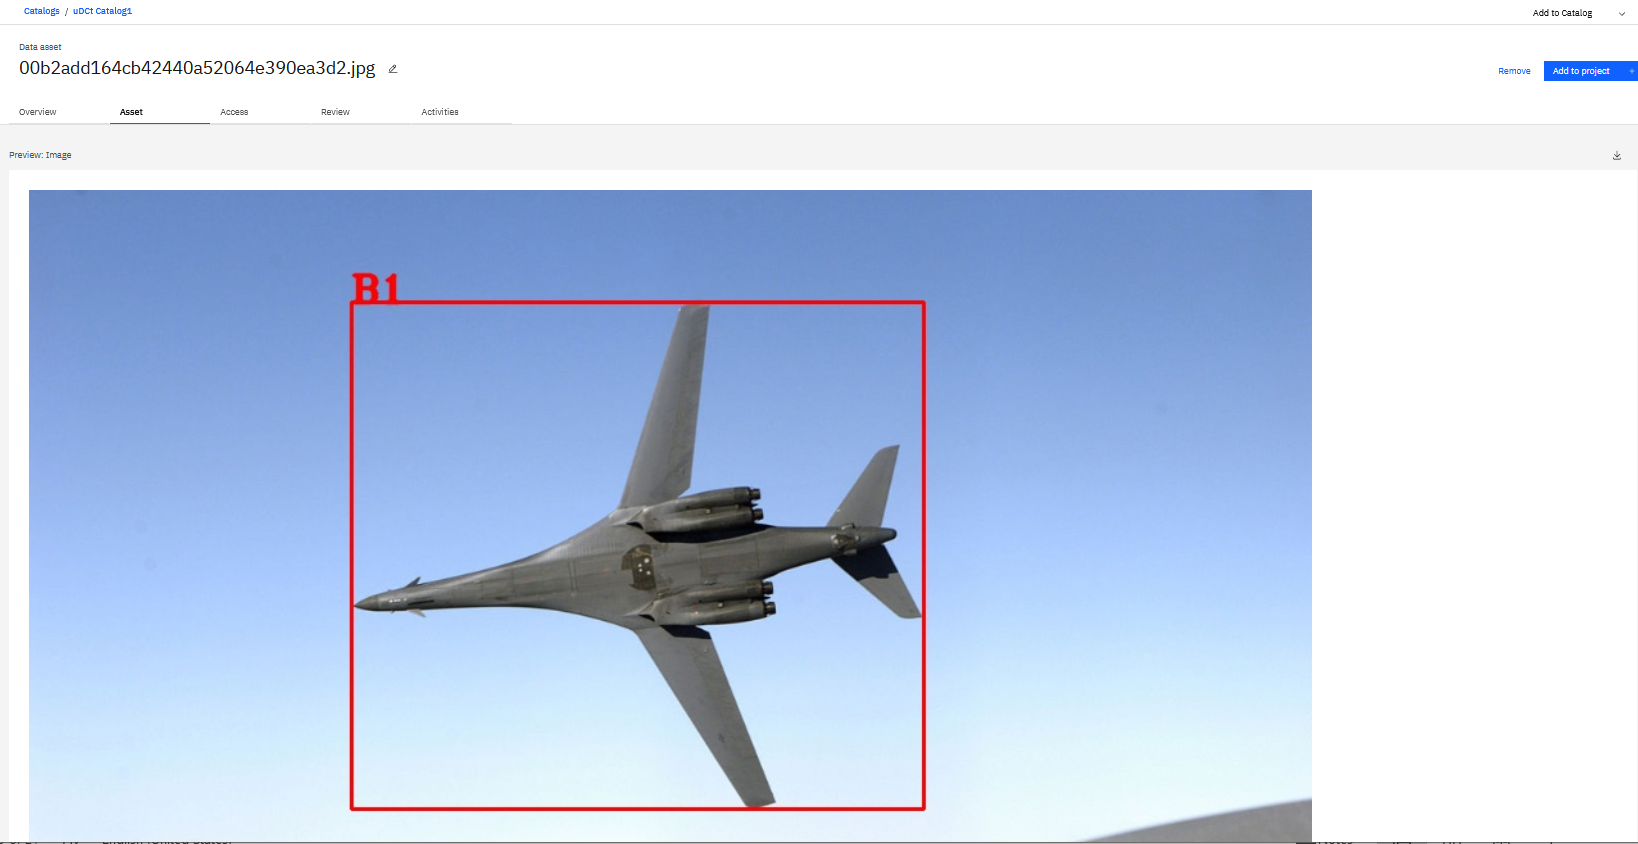 Catalogs / uDCt Catalog1
Add to Catalog
Data asset
00b2add164cb42440a52064e390ea3d2.jpg
Remove
Add to project +
Overview
Asset
Access
Review
Activities
Preview: Image
B1